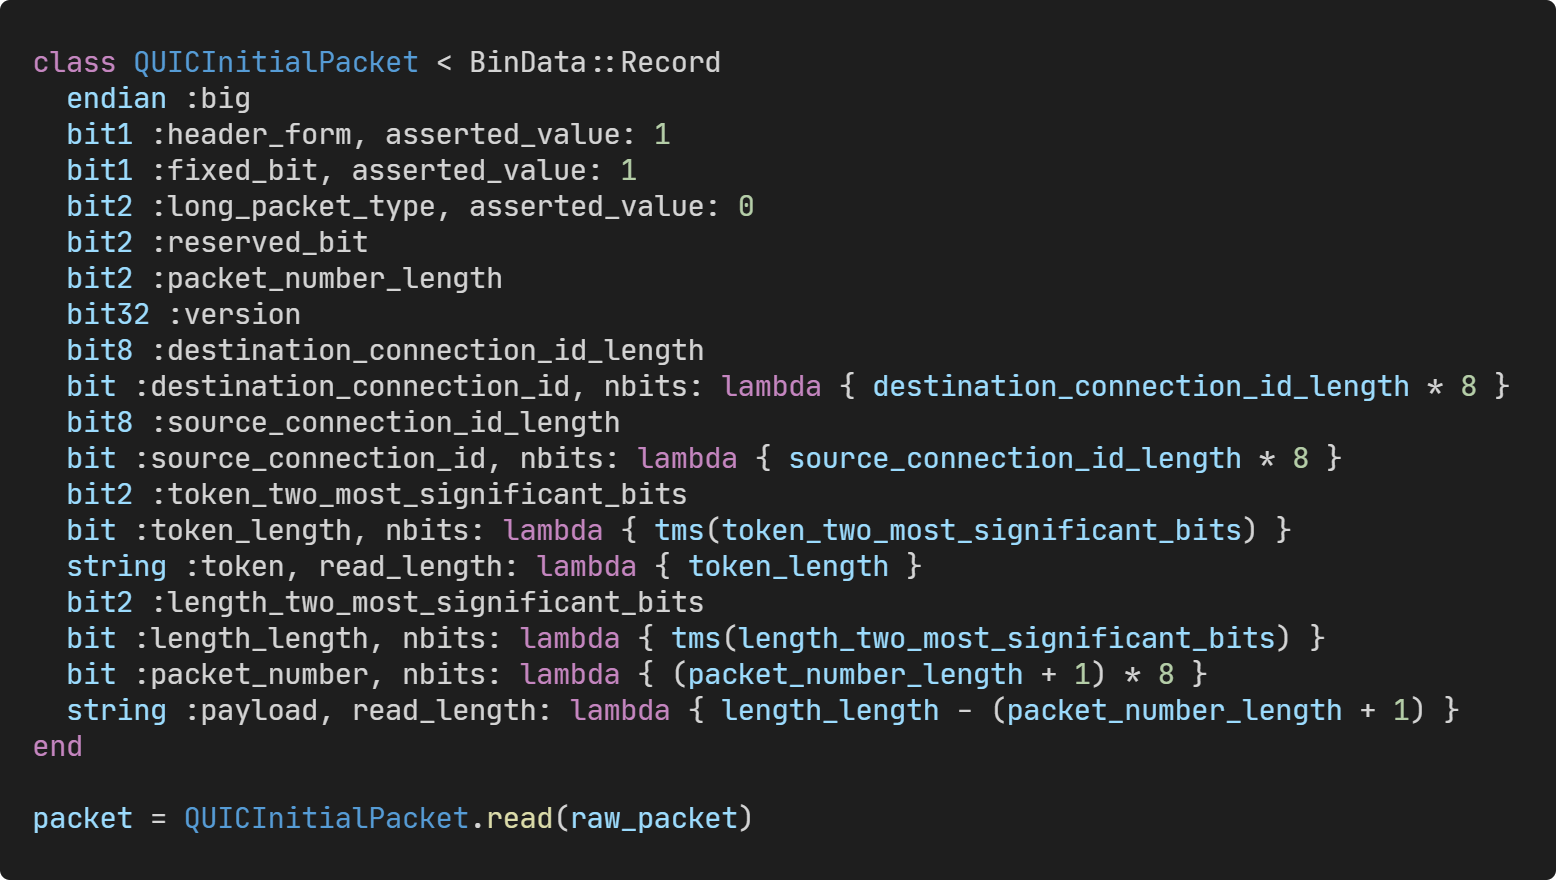 class QUICInitialPacket < BinData::Record
  endian :big
  bit1 :header_form, asserted_value: 1
  bit1 :fixed_bit, asserted_value: 1
  bit2 :long_packet_type, asserted_value: 0
  bit2 :reserved_bit
  bit2 :packet_number_length
  bit32 :version
  bit8 :destination_connection_id_length
  bit :destination_connection_id, nbits: lambda { destination_connection_id_length * 8 }
  bit8 :source_connection_id_length
  bit :source_connection_id, nbits: lambda { source_connection_id_length * 8 }
  bit2 :token_two_most_significant_bits
  bit :token_length, nbits: lambda { tms(token_two_most_significant_bits) }
  string :token, read_length: lambda { token_length }
  bit2 :length_two_most_significant_bits
  bit :length_length, nbits: lambda { tms(length_two_most_significant_bits) }
  bit :packet_number, nbits: lambda { (packet_number_length + 1) * 8 }
  string :payload, read_length: lambda { length_length - (packet_number_length + 1) }
end

packet = QUICInitialPacket.read(raw_packet)